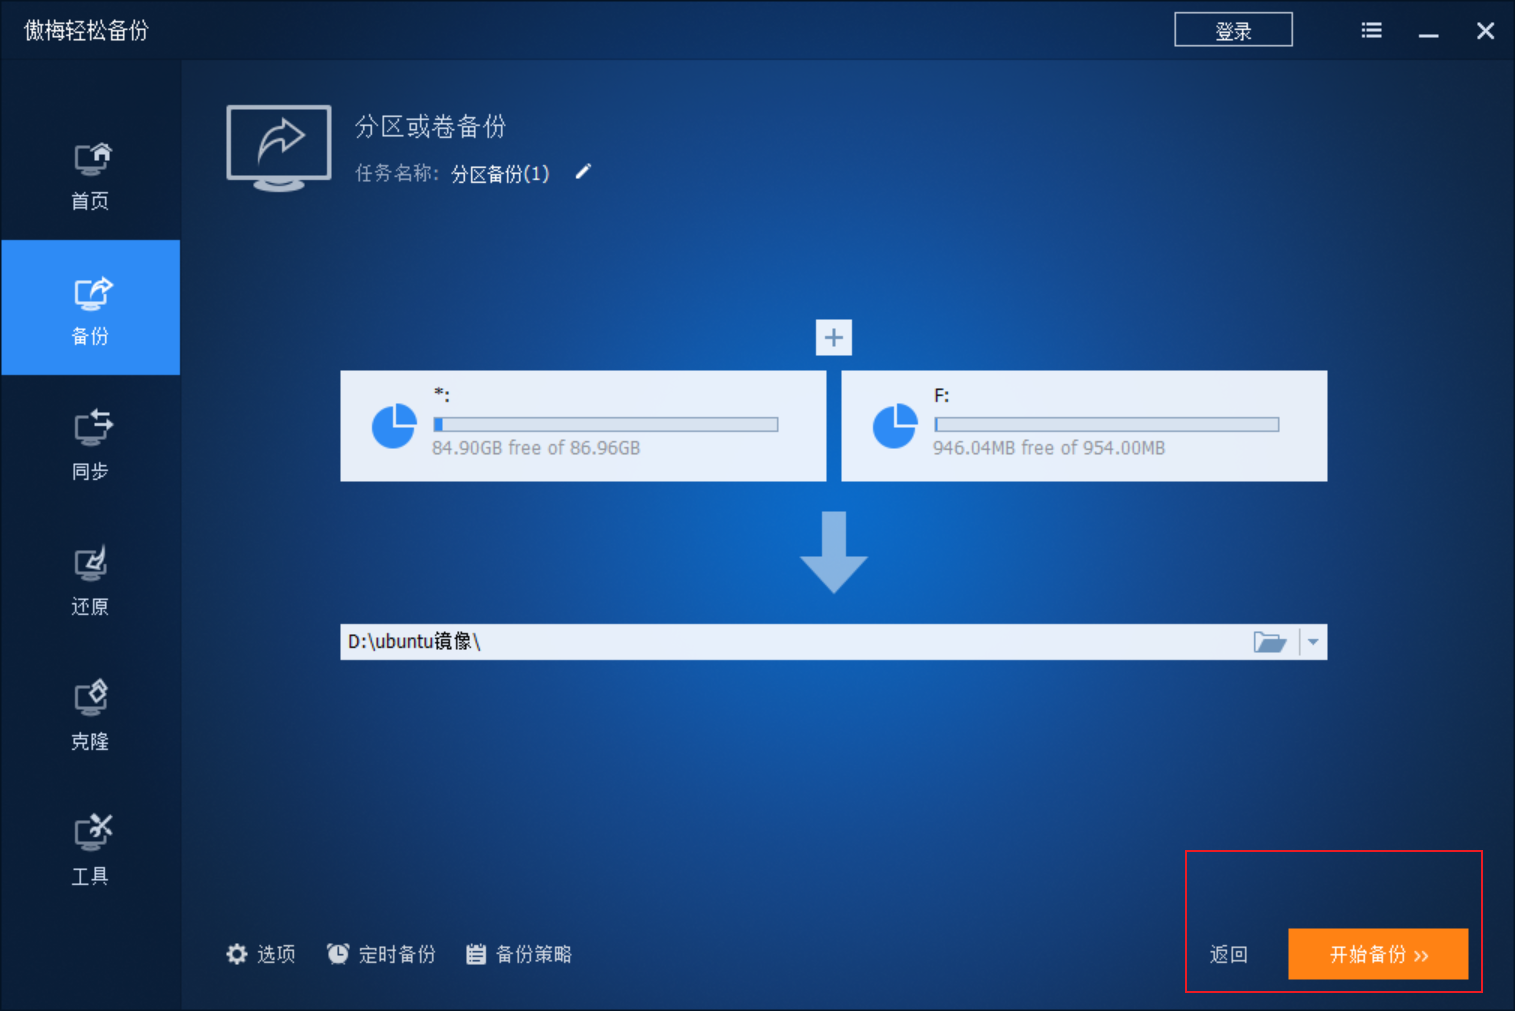 傲梅轻松备份
登录
首页
备份
同步
还原
克隆
工具
分区或卷备份
任务名称: 分区备份(1)
*:
84.90GB free of 86.96GB
F:
946.04MB free of 954.00MB
D:\ubuntu镜像\
选项
定时备份
备份策略
返回
开始备份 »